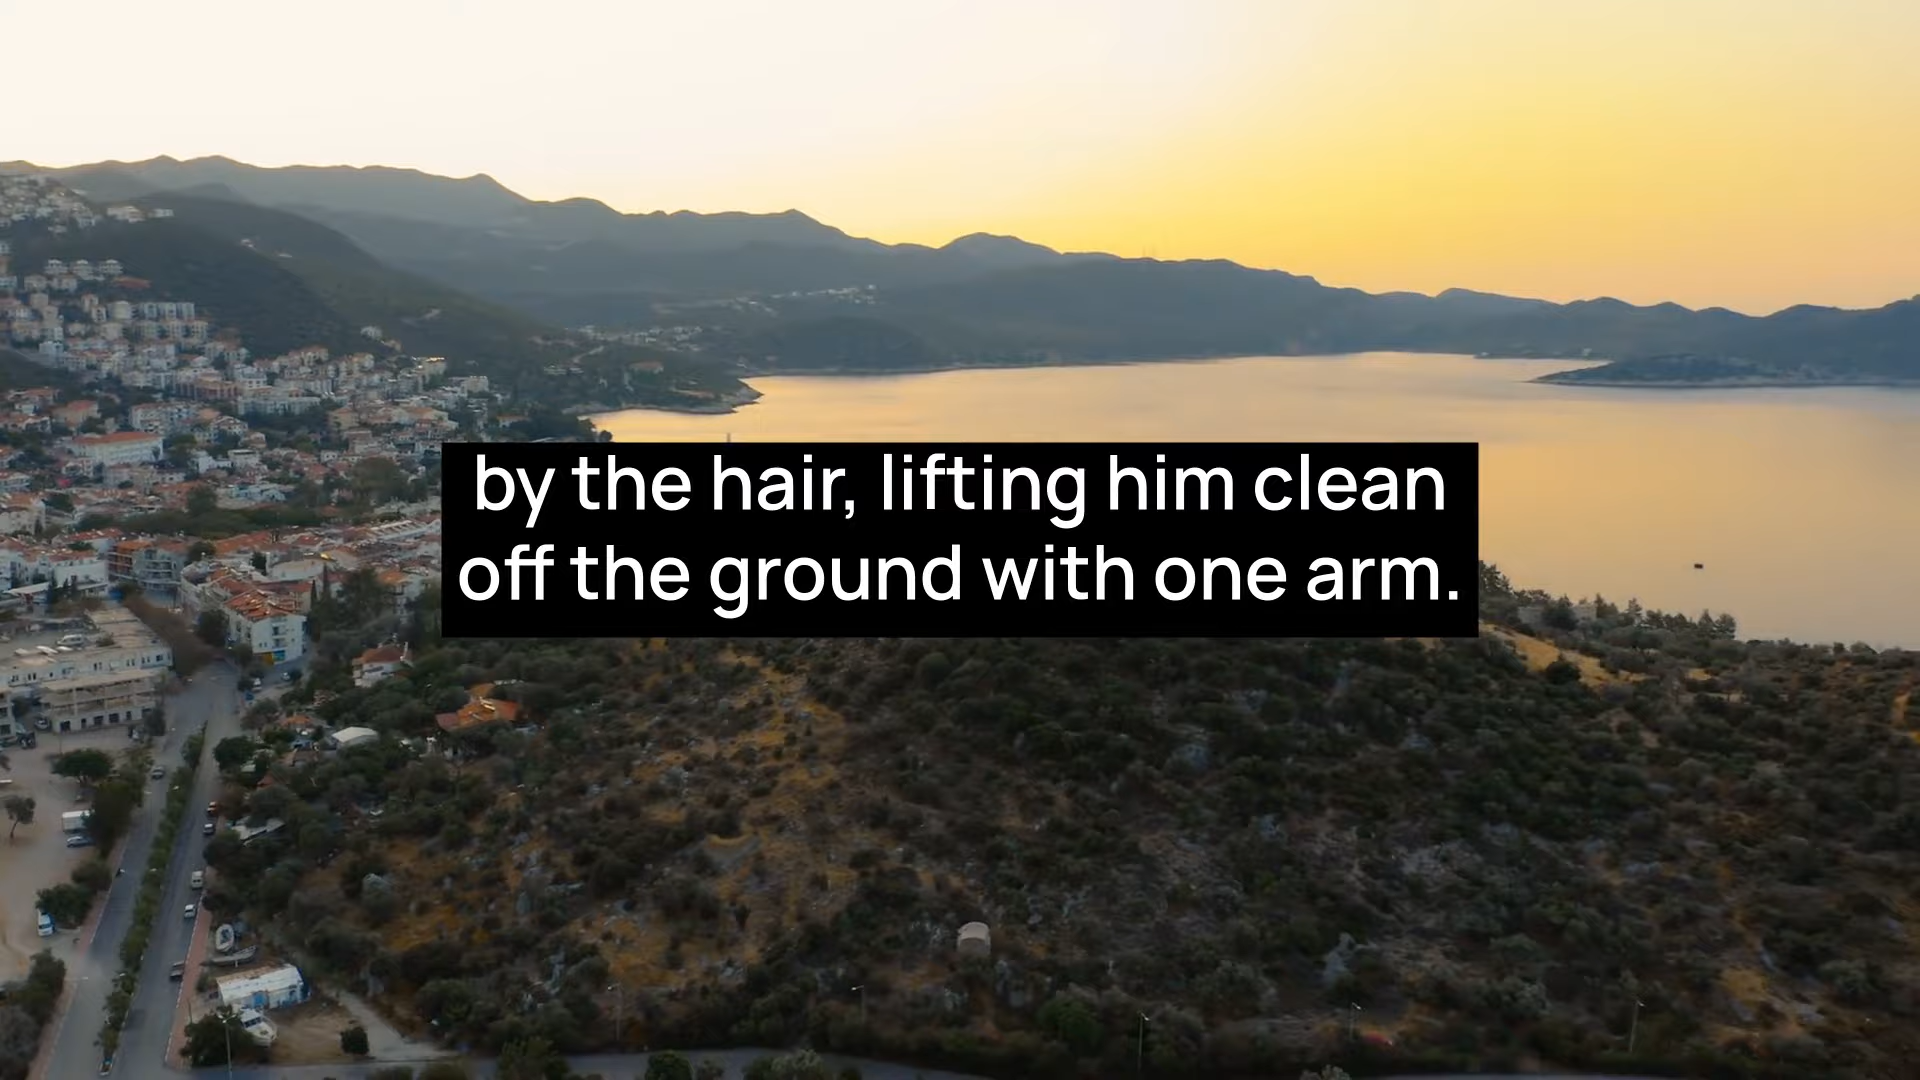 by the hair, lifting him clean
off the ground with one arm.